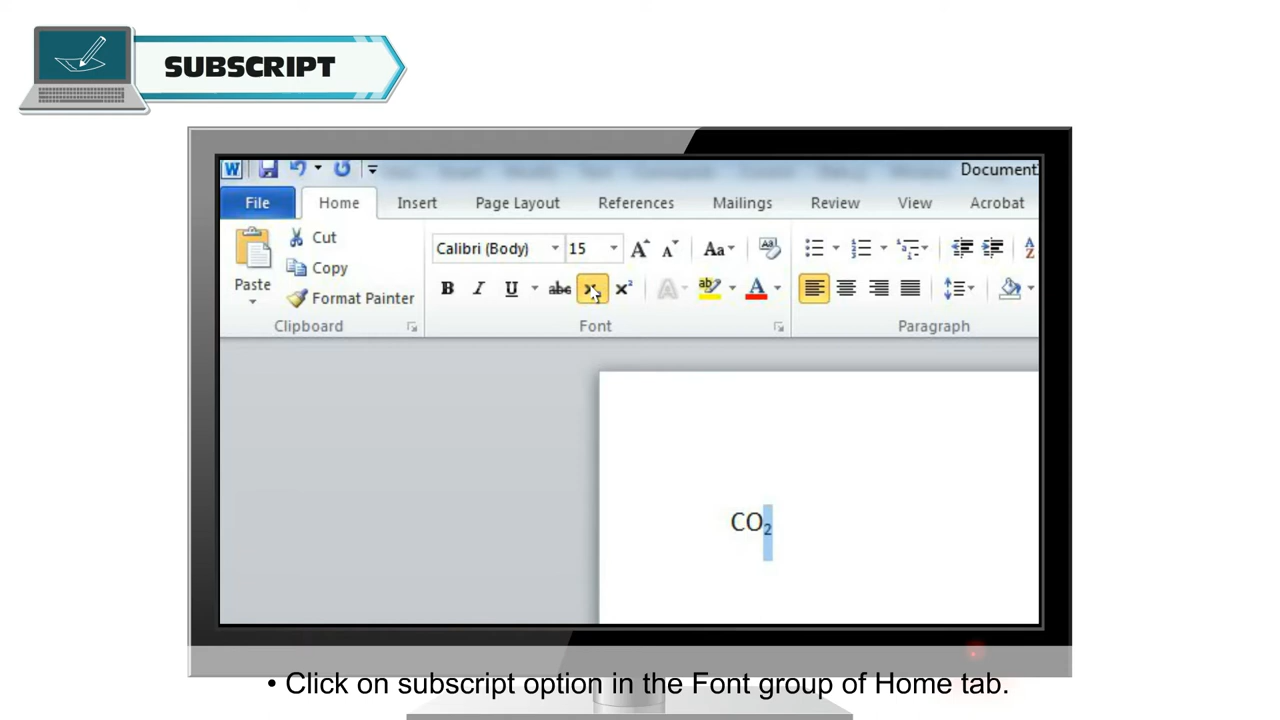 SUBSCRIPT
W Document
File Home Insert Page Layout References Mailings Review View Acrobat
Cut
Copy
Paste Format Painter
Calibri (Body) 15 A A Aa
B I U abc x₂ x² A ab A
Clipboard Font Paragraph
CO₂
• Click on subscript option in the Font group of Home tab.